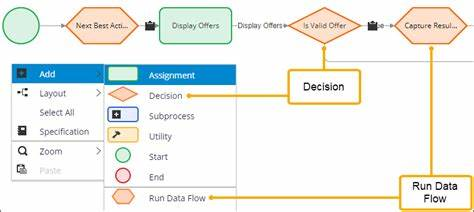 Next Best Acti...
Display Offers
Display Offers
Is Valid Offer
Capture Resul...
Add
Layout
Select All
Specification
Zoom
Paste
Assignment
Decision
Subprocess
Utility
Start
End
Run Data Flow
Decision
Run Data
Flow